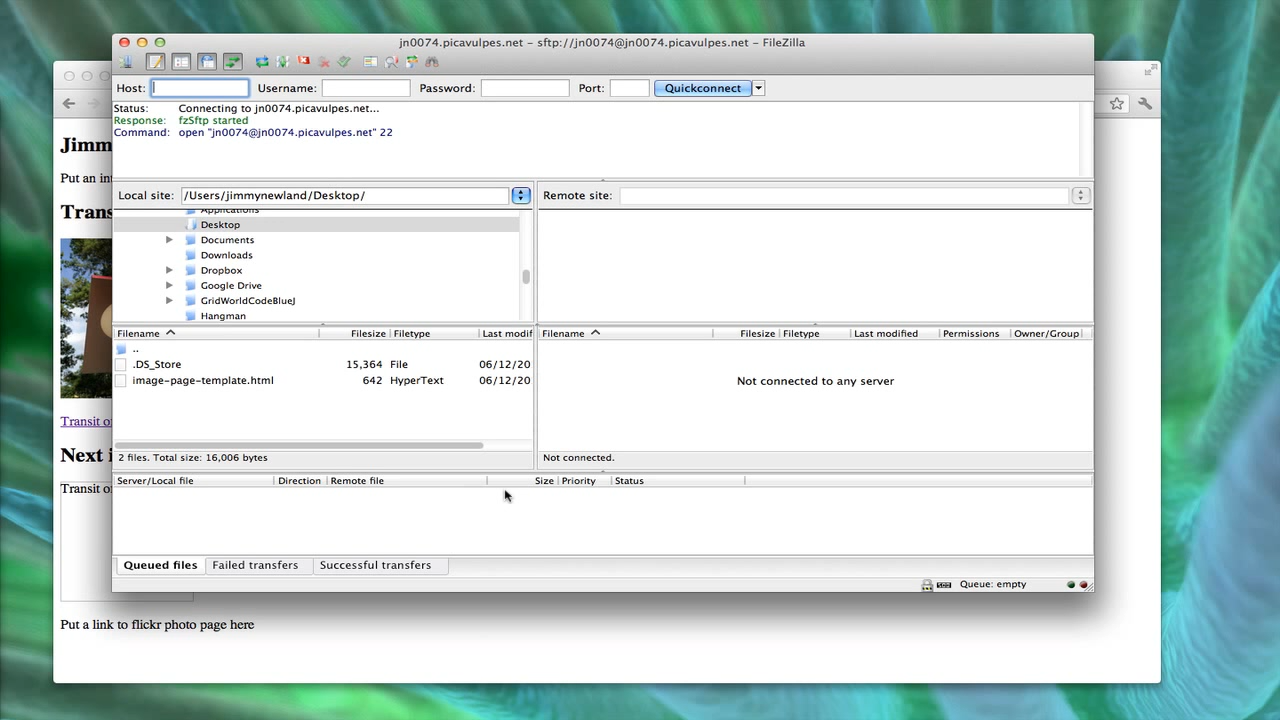 jn0074.picavulpes.net - sftp://jn0074@jn0074.picavulpes.net - FileZilla
Host: Username: Password: Port: Quickconnect
Status: Connecting to jn0074.picavulpes.net...
Response: fzSftp started
Command: open "jn0074@jn0074.picavulpes.net" 22
Local site: /Users/jimmynewland/Desktop/
Remote site:
Applications
Desktop
Documents
Downloads
Dropbox
Google Drive
GridWorldCodeBlueJ
Hangman
Filename Filesize Filetype Last modif
..
.DS_Store 15,364 File 06/12/20
image-page-template.html 642 HyperText 06/12/20
2 files. Total size: 16,006 bytes
Filename Filesize Filetype Last modified Permissions Owner/Group
Not connected to any server
Not connected.
Server/Local file Direction Remote file Size Priority Status
Queued files Failed transfers Successful transfers
Queue: empty
Jimm
Put an in
Transi
Transit o
Next i
Transit o
Put a link to flickr photo page here